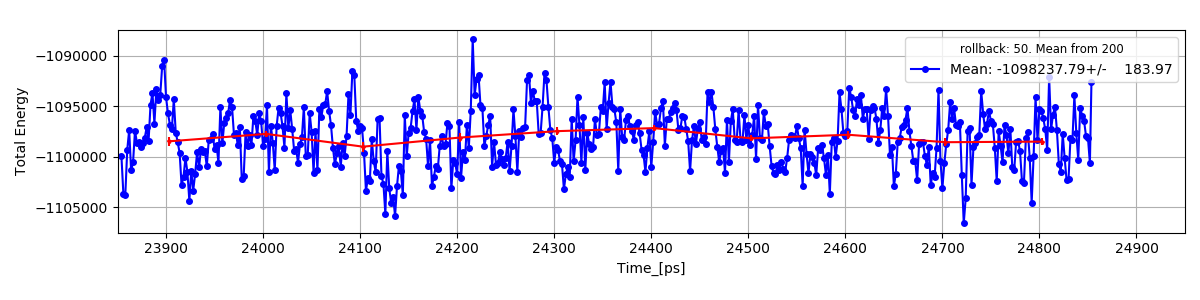 rollback: 50. Mean from 200
Mean: -1098237.79+/-    183.97
Total Energy
−1090000
−1095000
−1100000
−1105000
23900 24000 24100 24200 24300 24400 24500 24600 24700 24800 24900
Time_[ps]